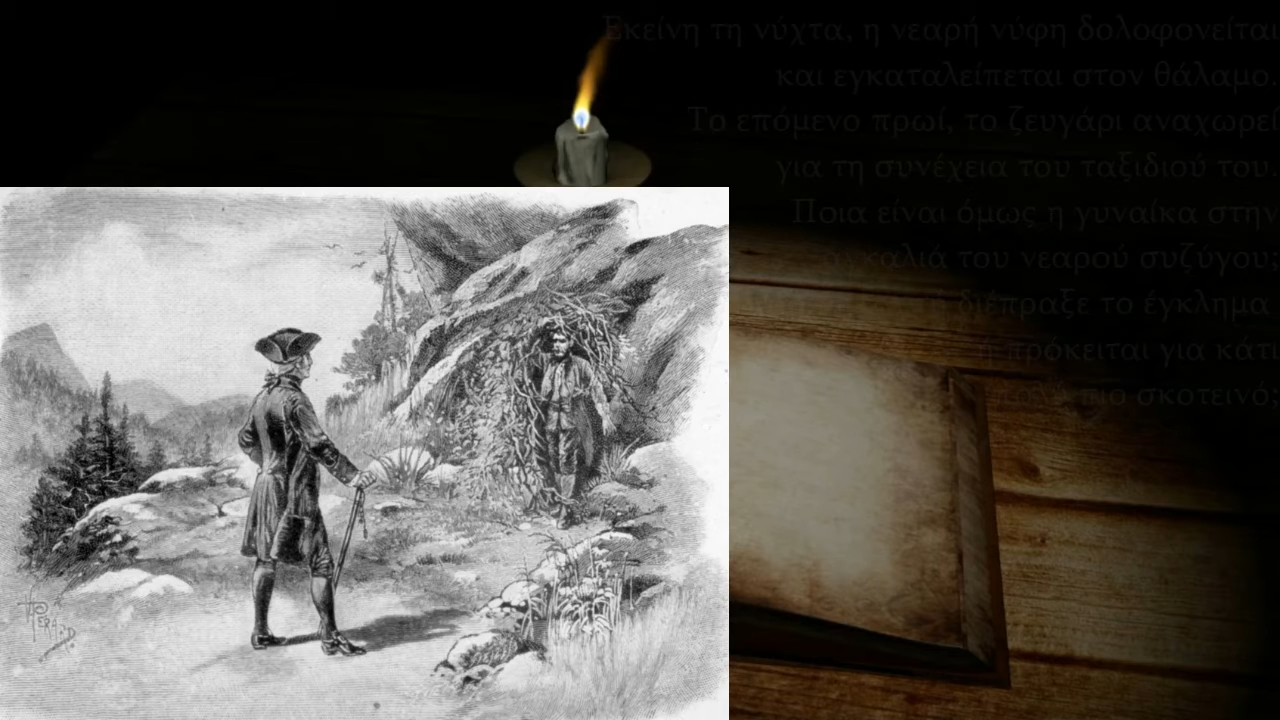 Εκείνη τη νύχτα, η νεαρή νύφη δολοφονείται
και εγκαταλείπεται στον θάλαμο.
Το επόμενο πρωί, το ζευγάρι αναχωρεί
για τη συνέχεια του ταξιδιού του.
Ποια είναι όμως η γυναίκα στην
αγκαλιά του νεαρού συζύγου;
διέπραξε το έγκλημα
ή πρόκειται για κάτι
πιο σκοτεινό;